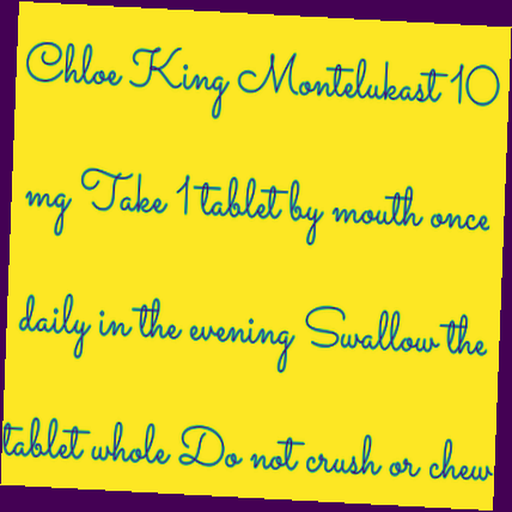 Chloe King Montelukast 10
mg Take 1 tablet by mouth once
daily in the evening Swallow the
tablet whole Do not crush or chew